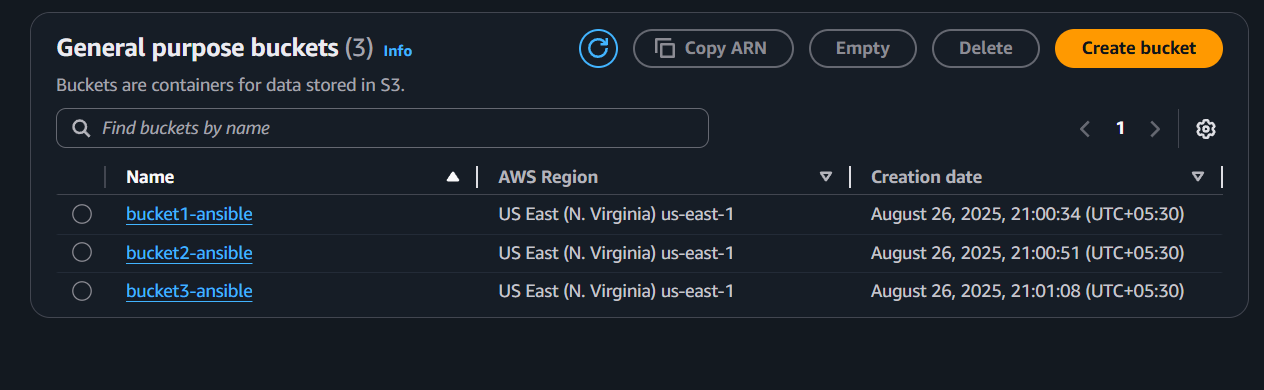 General purpose buckets (3) Info Copy ARN Empty Delete Create bucket
Buckets are containers for data stored in S3.
Find buckets by name 1
Name AWS Region Creation date
bucket1-ansible US East (N. Virginia) us-east-1 August 26, 2025, 21:00:34 (UTC+05:30)
bucket2-ansible US East (N. Virginia) us-east-1 August 26, 2025, 21:00:51 (UTC+05:30)
bucket3-ansible US East (N. Virginia) us-east-1 August 26, 2025, 21:01:08 (UTC+05:30)